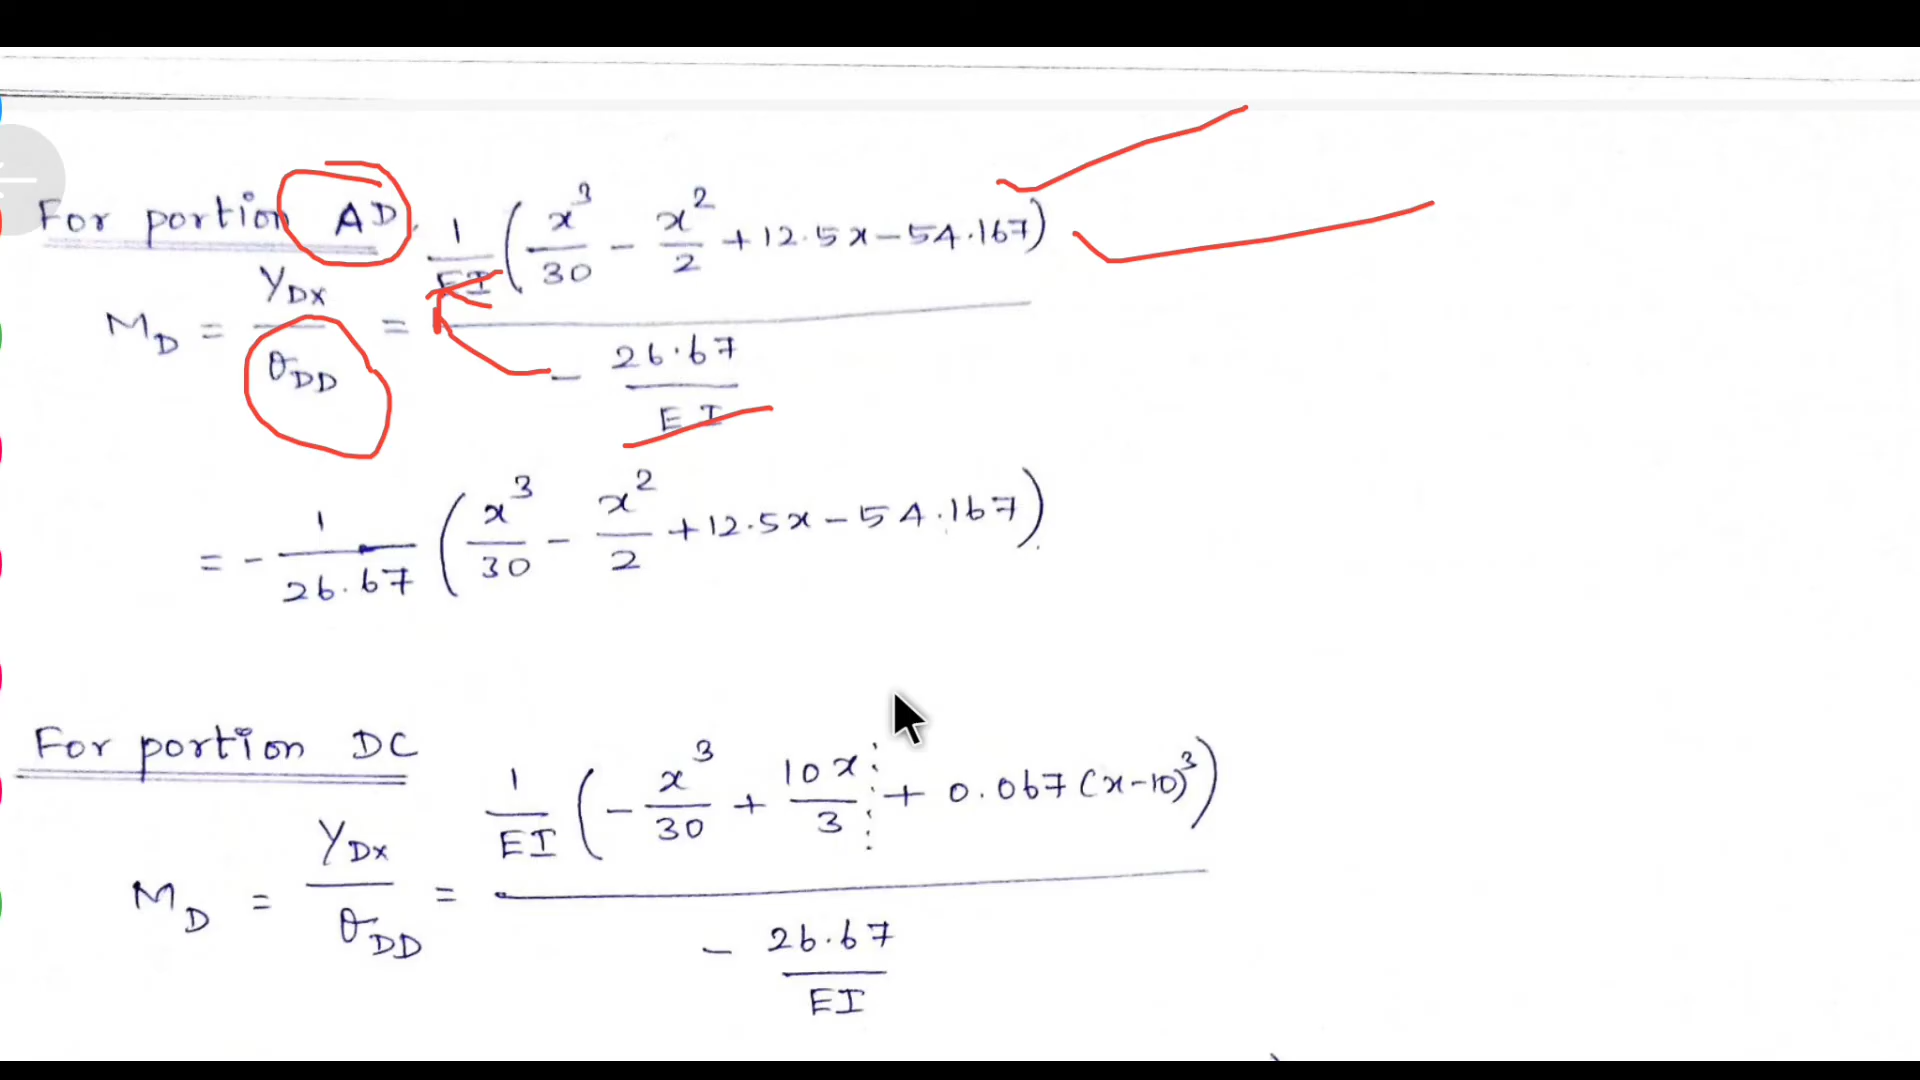 For portion AD,
M_D = Y_DX / θ_DD = 1/EI (x³/30 − x²/2 + 12.5x − 54.167) / − 26.67/EI
= − 1/26.67 (x³/30 − x²/2 + 12.5x − 54.167)
For portion DC
M_D = Y_DX / θ_DD = 1/EI (− x³/30 + 10x/3 + 0.067 (x−10)³) / − 26.67/EI